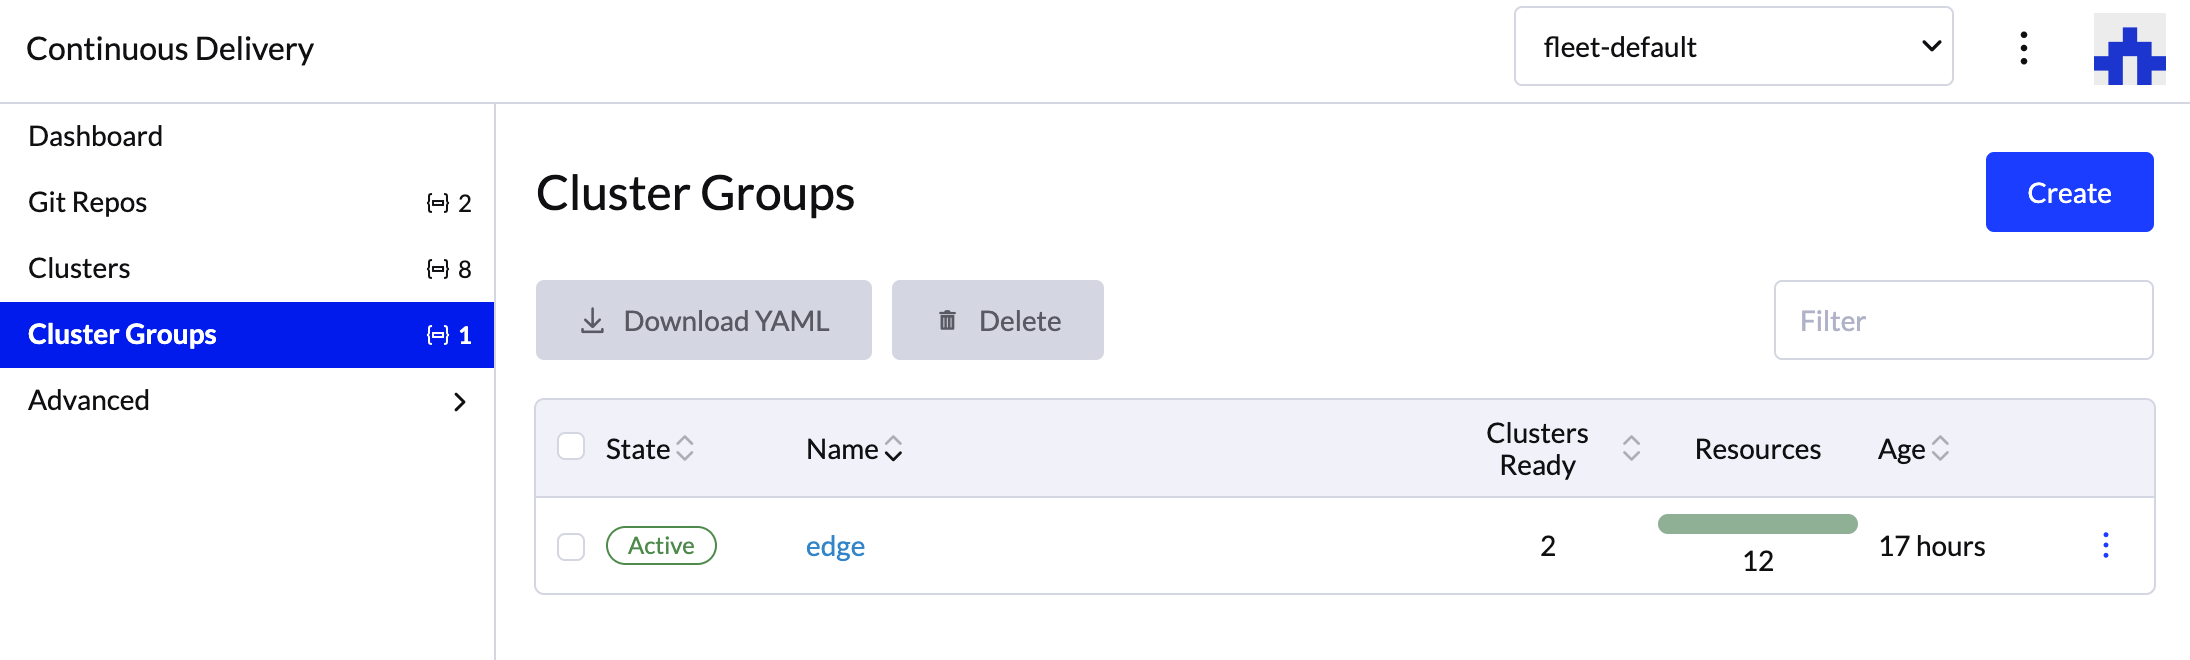 Continuous Delivery
fleet-default
Dashboard
Git Repos 2
Clusters 8
Cluster Groups 1
Advanced
Cluster Groups
Create
Download YAML
Delete
Filter
State
Name
Clusters
Ready
Resources
Age
Active
edge
2
12
17 hours